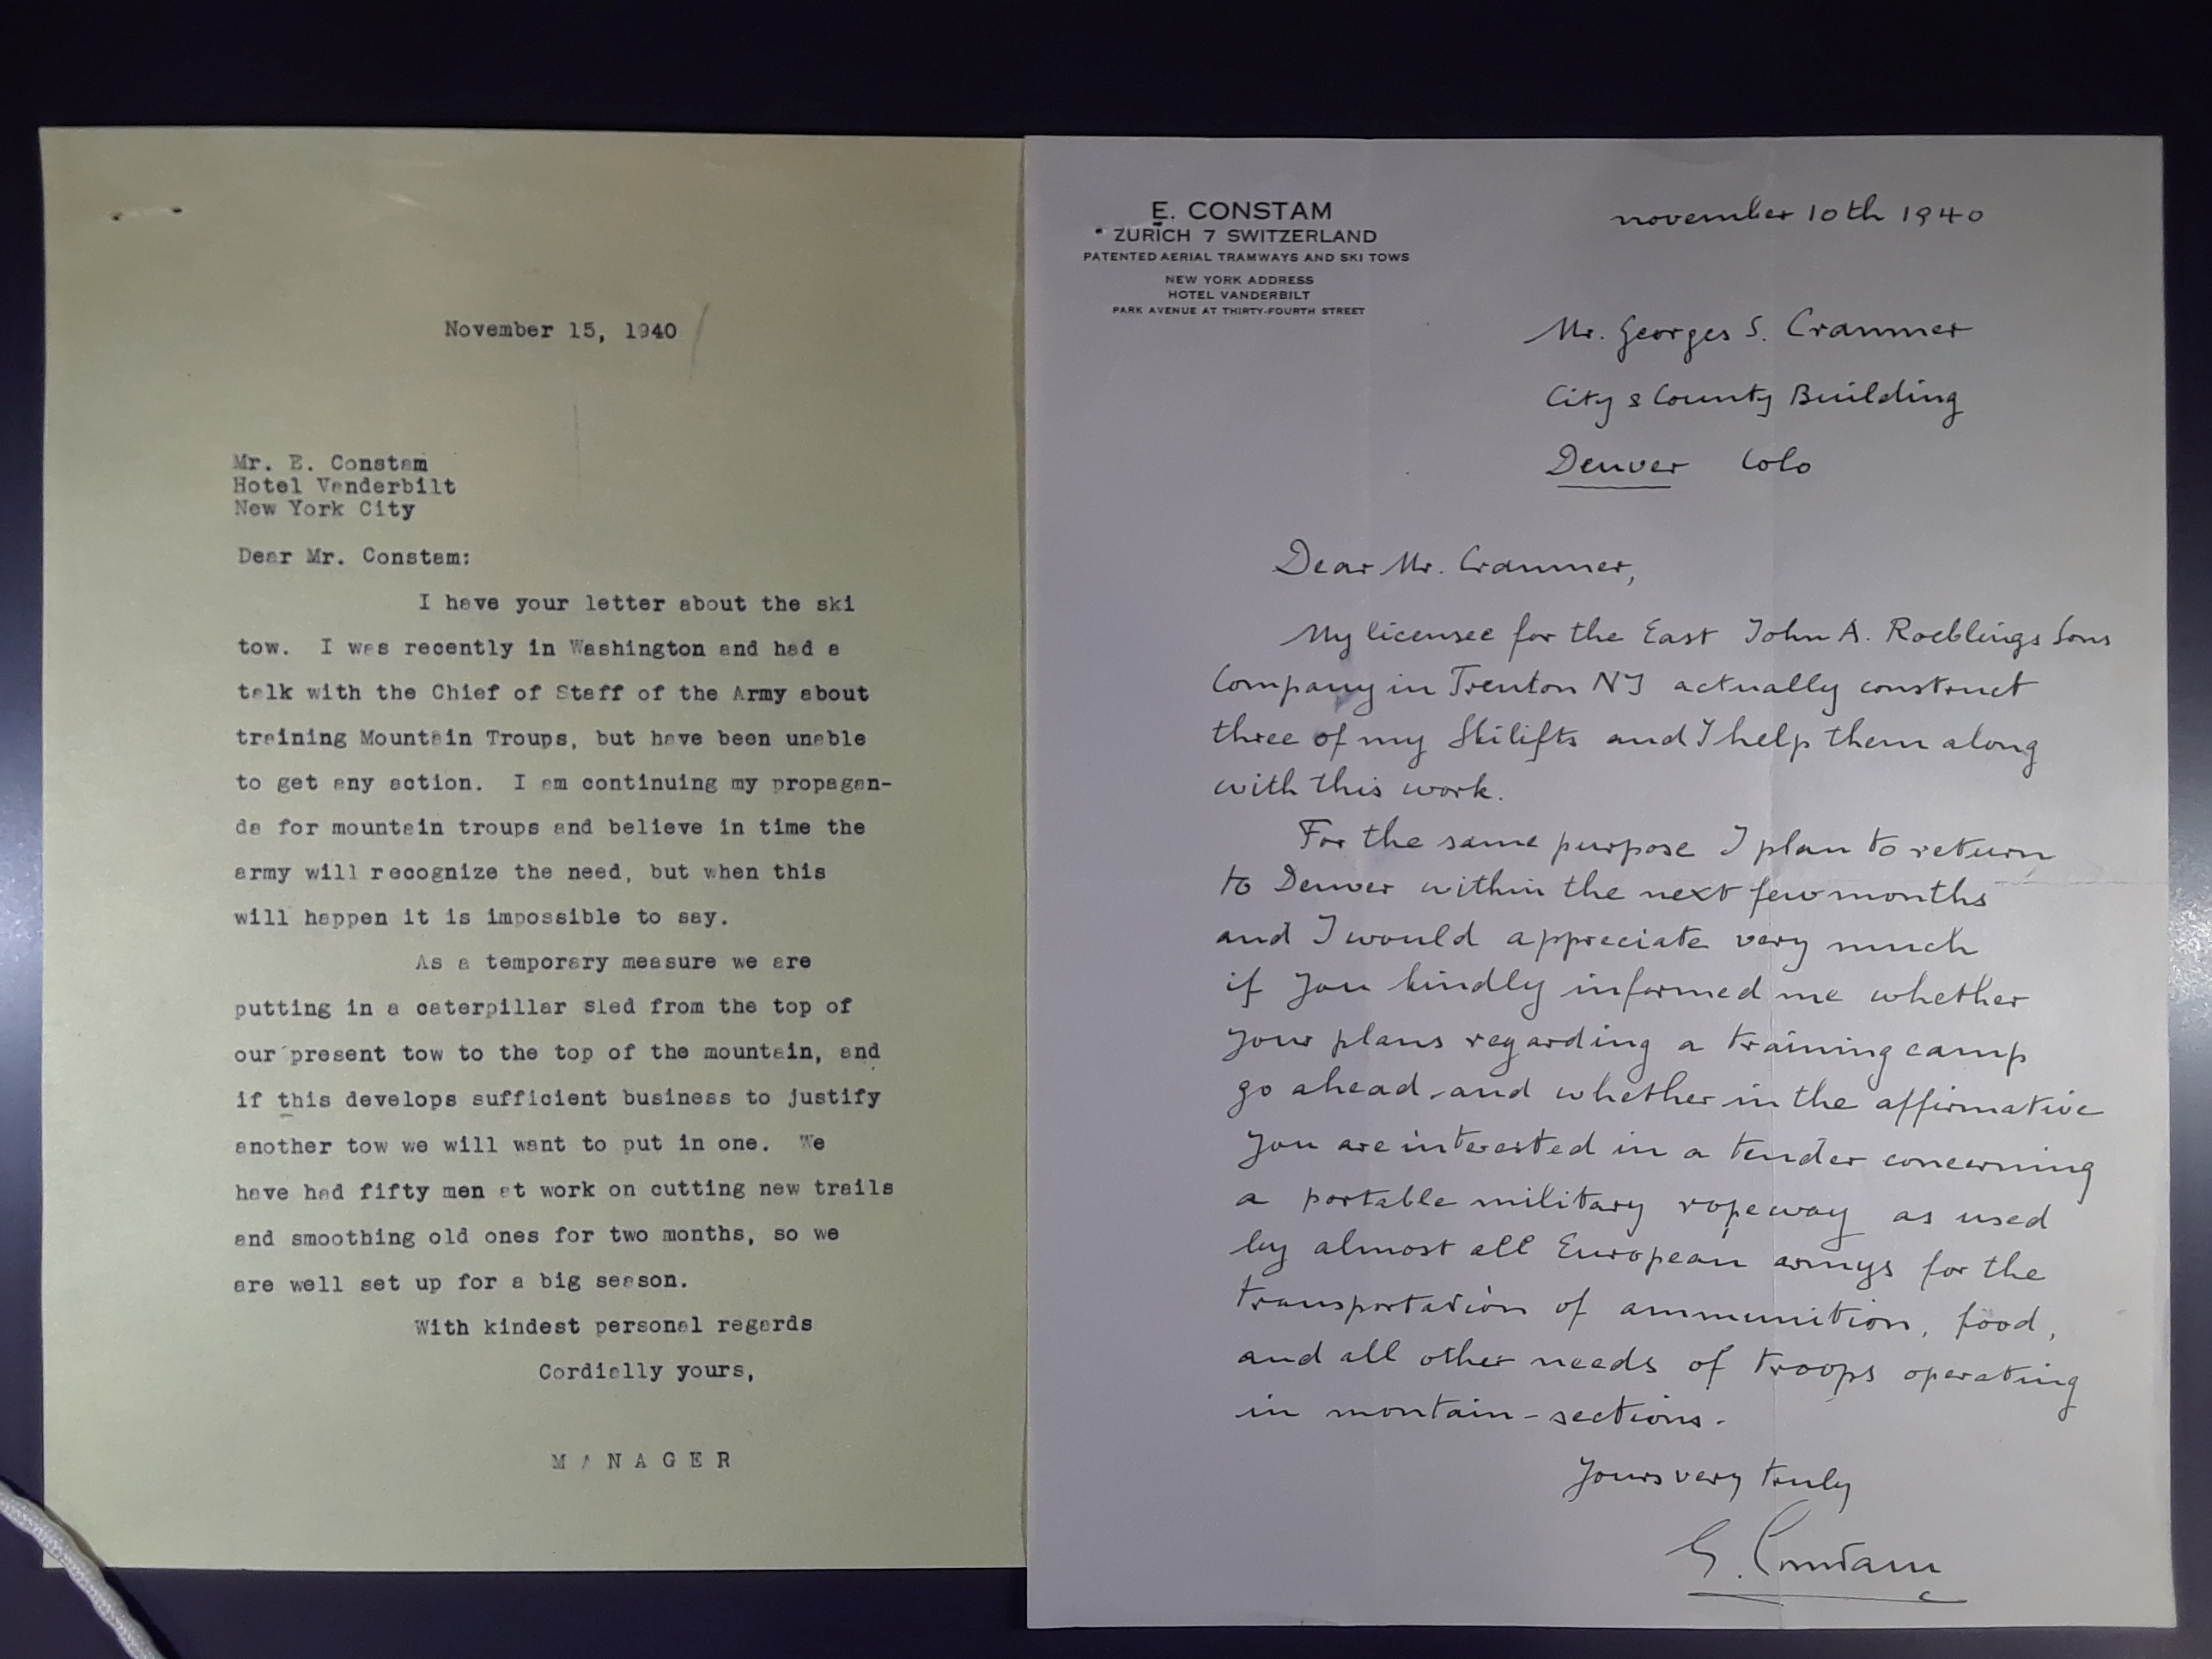 November 15, 1940
Mr. E. Constam
Hotel Vanderbilt
New York City
Dear Mr. Constam:
I have your letter about the ski
tow. I was recently in Washington and had a
talk with the Chief of Staff of the Army about
training Mountain Troups, but have been unable
to get any action. I am continuing my propagan-
da for mountain troups and believe in time the
army will recognize the need, but when this
will happen it is impossible to say.
As a temporary measure we are
putting in a caterpillar sled from the top of
our present tow to the top of the mountain, and
if this develops sufficient business to justify
another tow we will want to put in one. We
have had fifty men at work on cutting new trails
and smoothing old ones for two months, so we
are well set up for a big season.
With kindest personal regards
Cordially yours,
M A N A G E R
E. CONSTAM
ZURICH 7 SWITZERLAND
PATENTED AERIAL TRAMWAYS AND SKI TOWS
NEW YORK ADDRESS
HOTEL VANDERBILT
PARK AVENUE AT THIRTY-FOURTH STREET
november 10th 1940
Mr. Georges S. Cranmer
City & County Building
Denver Colo
Dear Mr. Cranmer,
My licensee for the East John A. Roeblings Sons
Company in Trenton NJ actually construct
three of my Skilifts and I help them along
with this work.
For the same purpose I plan to return
to Denver within the next few months
and I would appreciate very much
if you kindly informed me whether
your plans regarding a training camp
go ahead and whether in the affirmative
you are interested in a tender concerning
a portable military ropeway as used
by almost all European armys for the
transportation of ammunition, food,
and all other needs of troops operating
in montain-sections.
Yours very truly
E. Constam